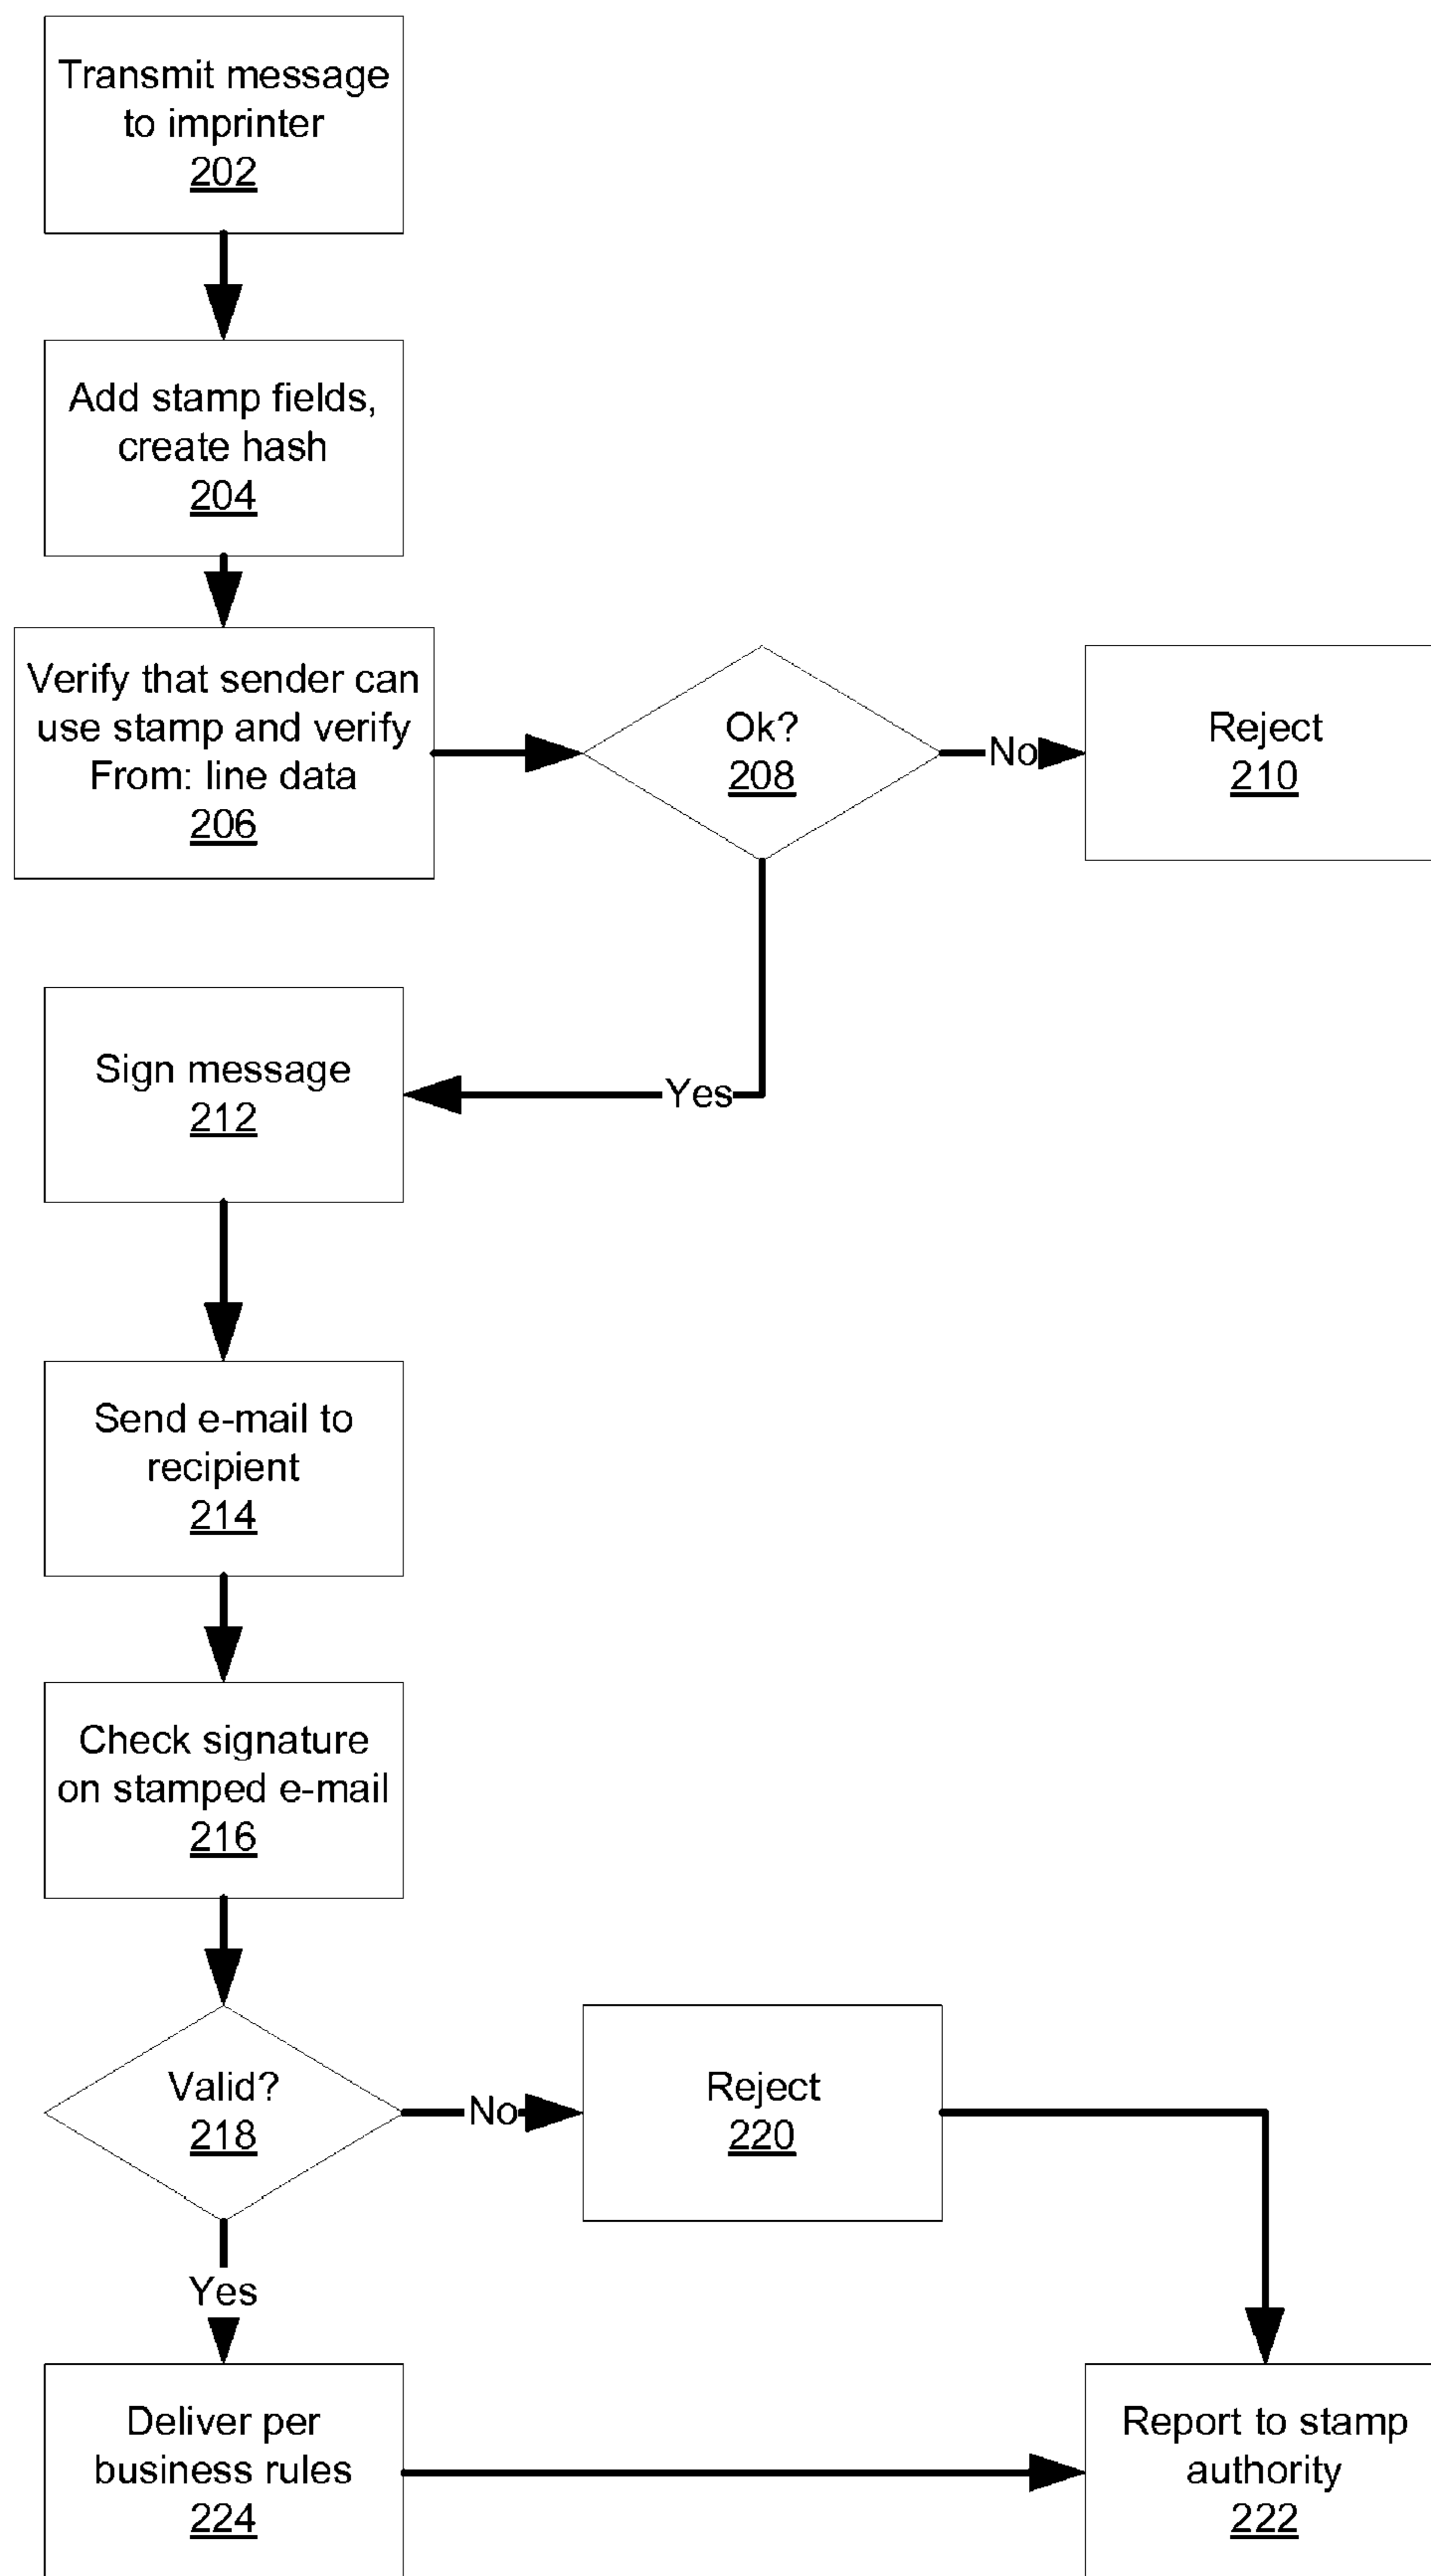 Transmit message
to imprinter
202
Add stamp fields,
create hash
204
Verify that sender can
use stamp and verify
From: line data
206
Ok?
208
No
Reject
210
Yes
Sign message
212
Send e-mail to
recipient
214
Check signature
on stamped e-mail
216
Valid?
218
No
Reject
220
Yes
Deliver per
business rules
224
Report to stamp
authority
222